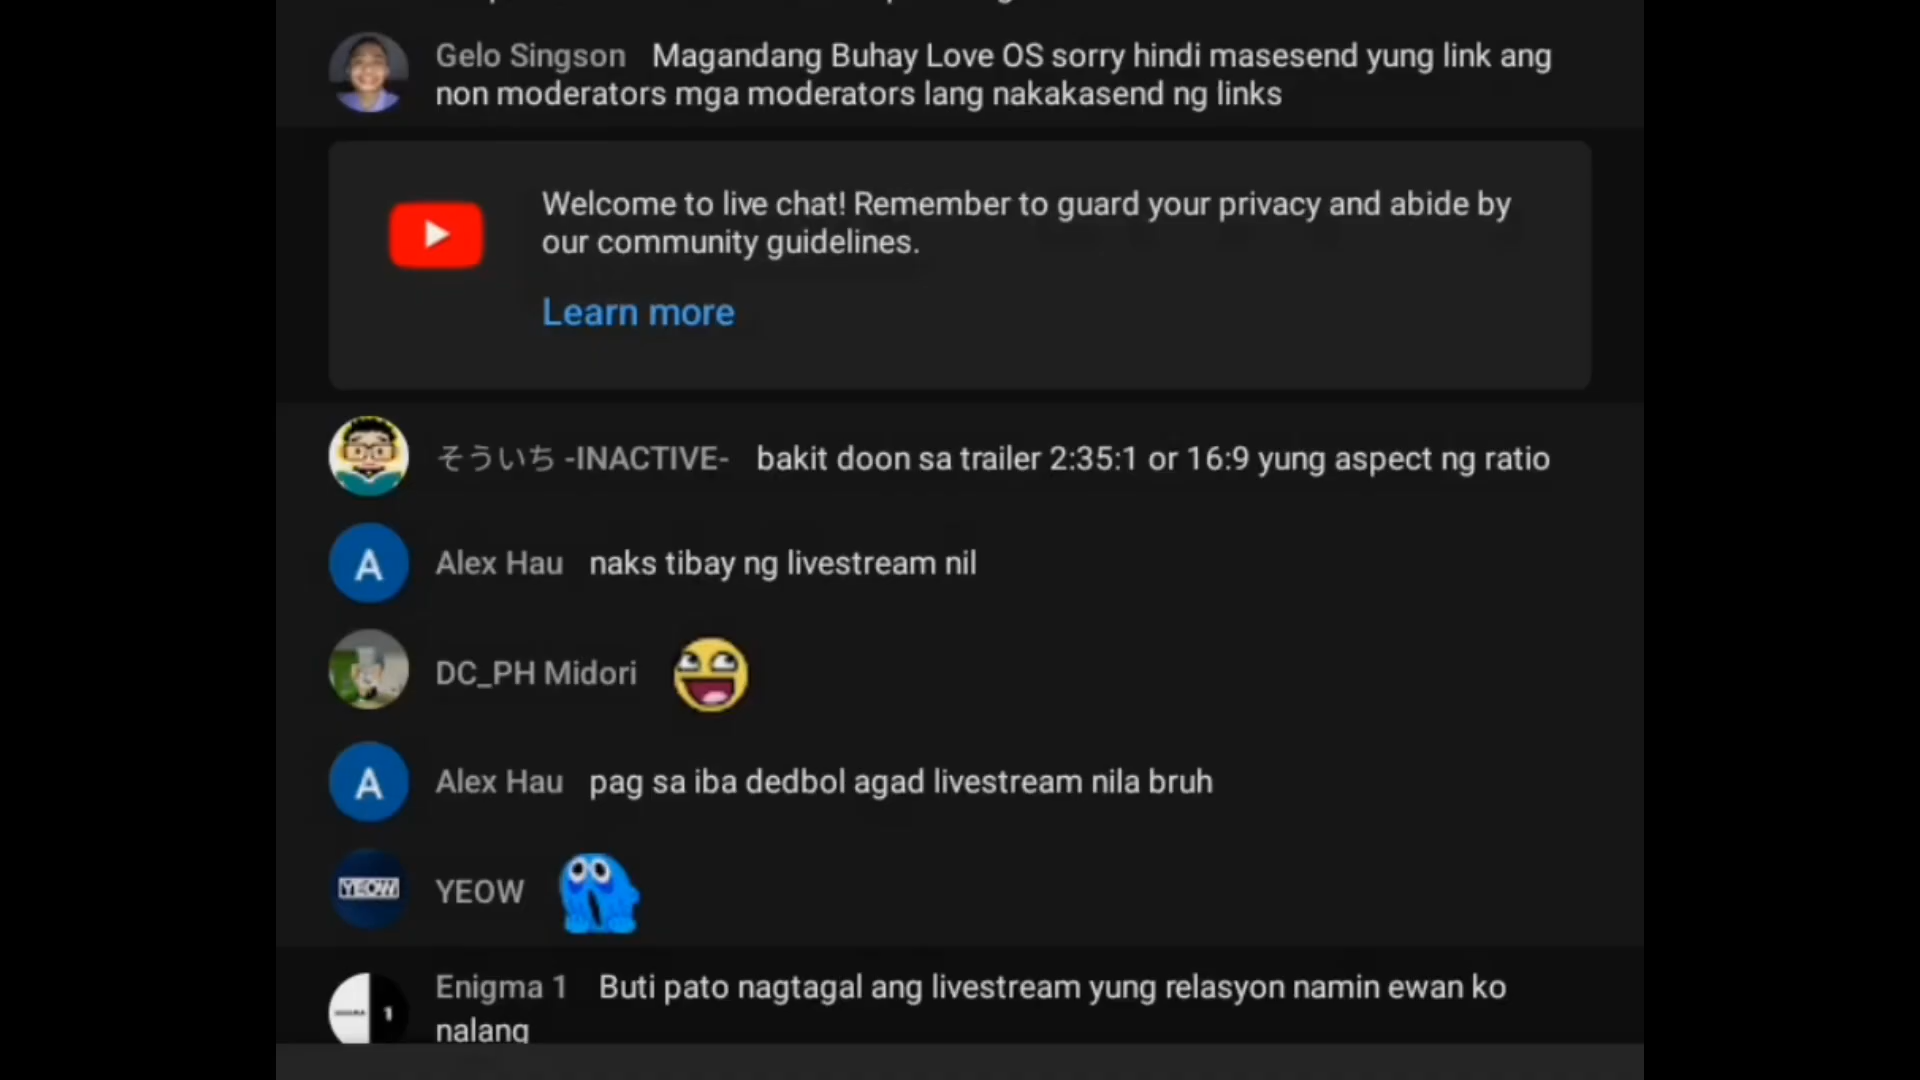 Gelo Singson Magandang Buhay Love OS sorry hindi masesend yung link ang
non moderators mga moderators lang nakakasend ng links
Welcome to live chat! Remember to guard your privacy and abide by
our community guidelines.
Learn more
そういち -INACTIVE- bakit doon sa trailer 2:35:1 or 16:9 yung aspect ng ratio
A Alex Hau naks tibay ng livestream nil
DC_PH Midori
A Alex Hau pag sa iba dedbol agad livestream nila bruh
YEOW YEOW
1 Enigma 1 Buti pato nagtagal ang livestream yung relasyon namin ewan ko
nalang